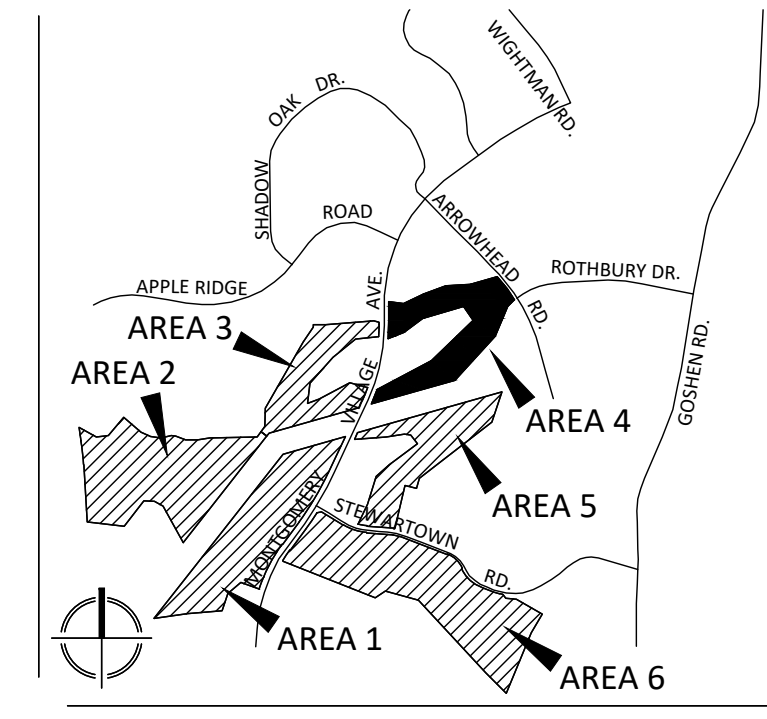 WIGHTMAN RD.
SHADOW OAK DR.
ARROWHEAD RD.
APPLE RIDGE ROAD
ROTHBURY DR.
GOSHEN RD.
MONTGOMERY VILLAGE AVE.
AREA 3
AREA 2
AREA 4
AREA 5
STEWARTOWN RD.
AREA 1
AREA 6